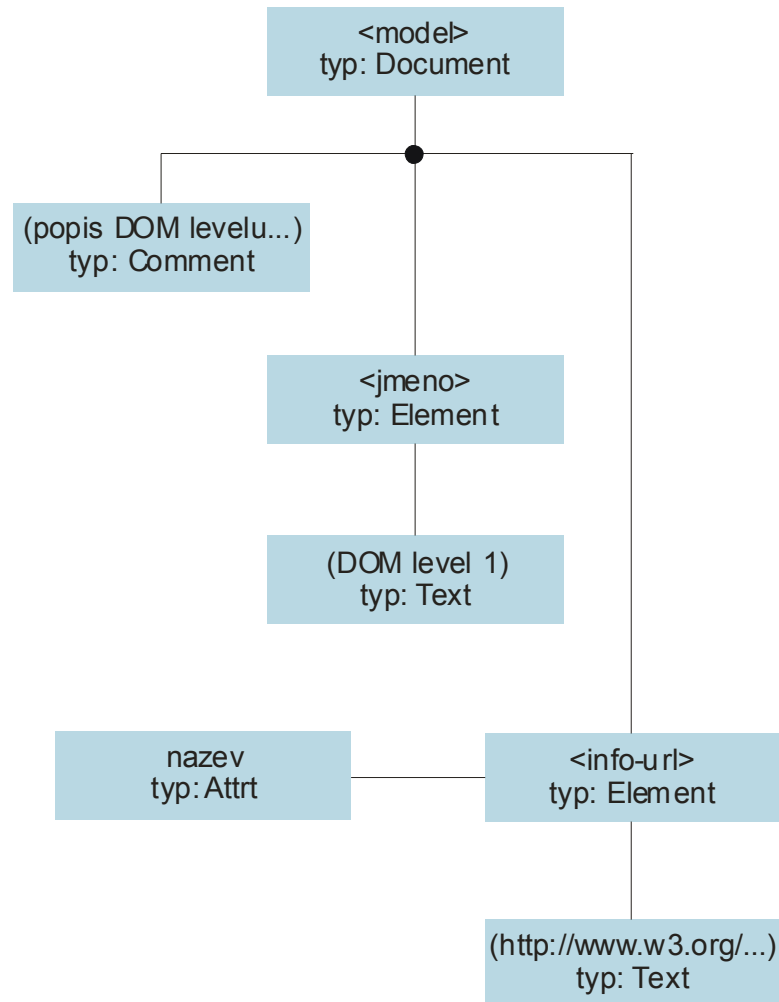 <model>
typ: Document
(popis DOM levelu...)
typ: Comment
<jmeno>
typ: Element
(DOM level 1)
typ: Text
nazev
typ: Attrt
<info-url>
typ: Element
(http://www.w3.org/...)
typ: Text